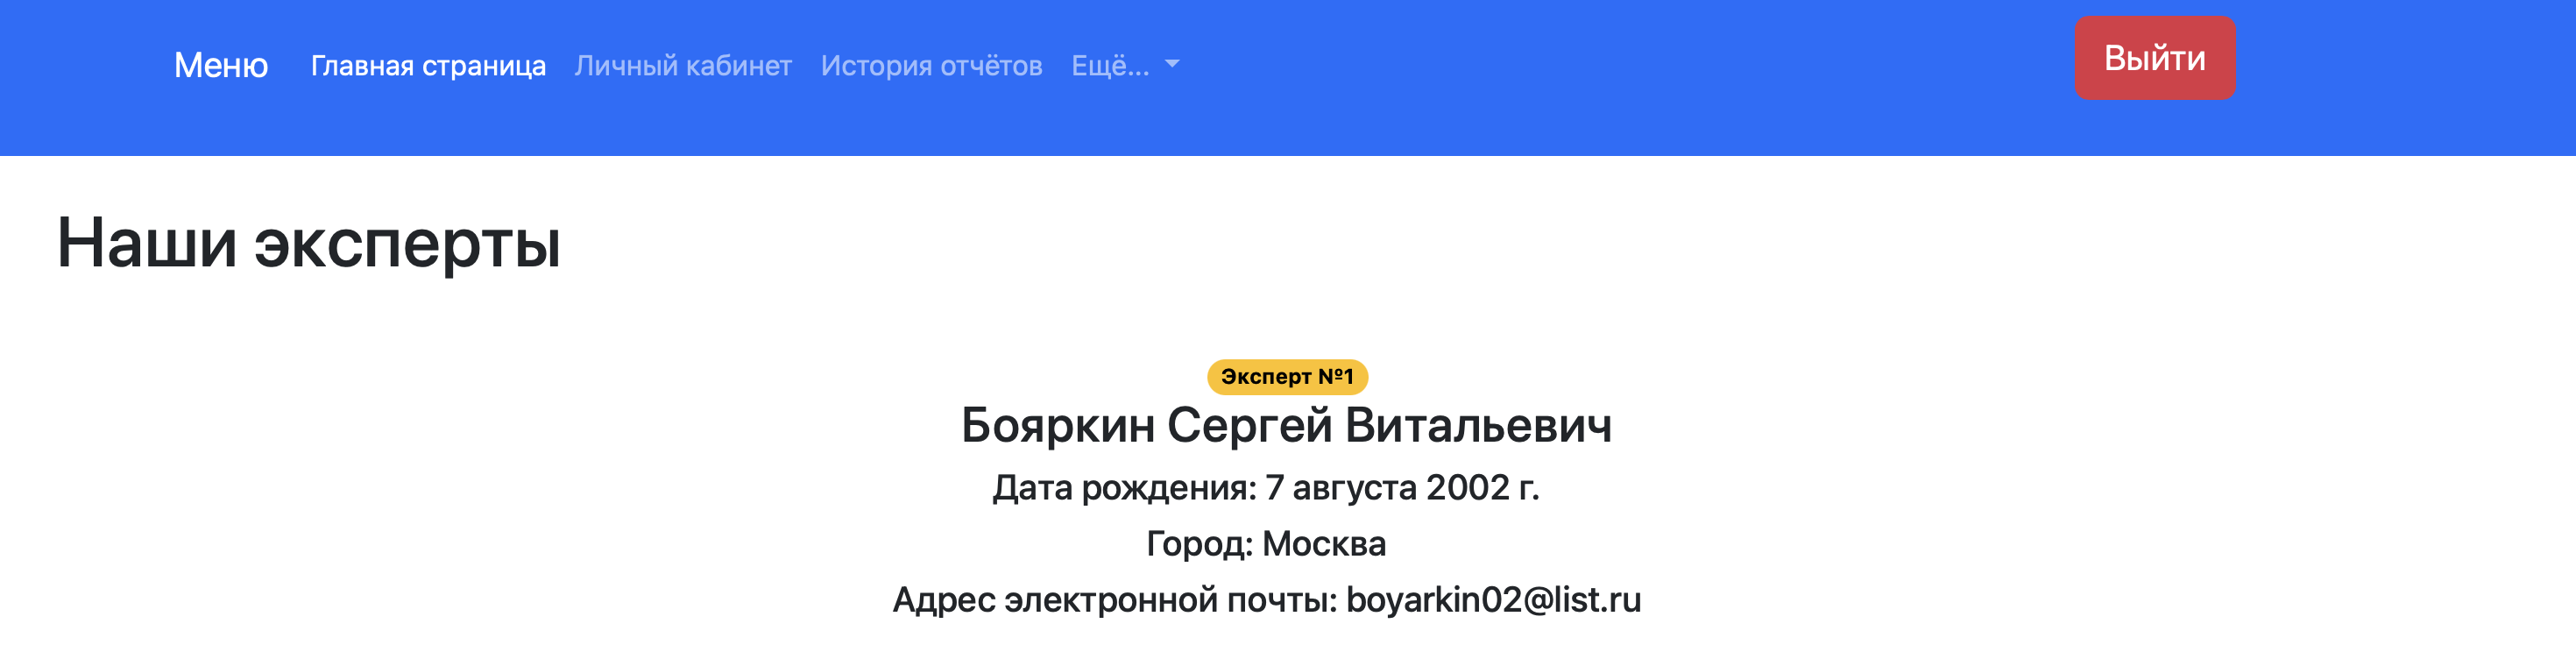 Меню Главная страница Личный кабинет История отчётов Ещё... Выйти
Наши эксперты
Эксперт №1
Бояркин Сергей Витальевич
Дата рождения: 7 августа 2002 г.
Город: Москва
Адрес электронной почты: boyarkin02@list.ru